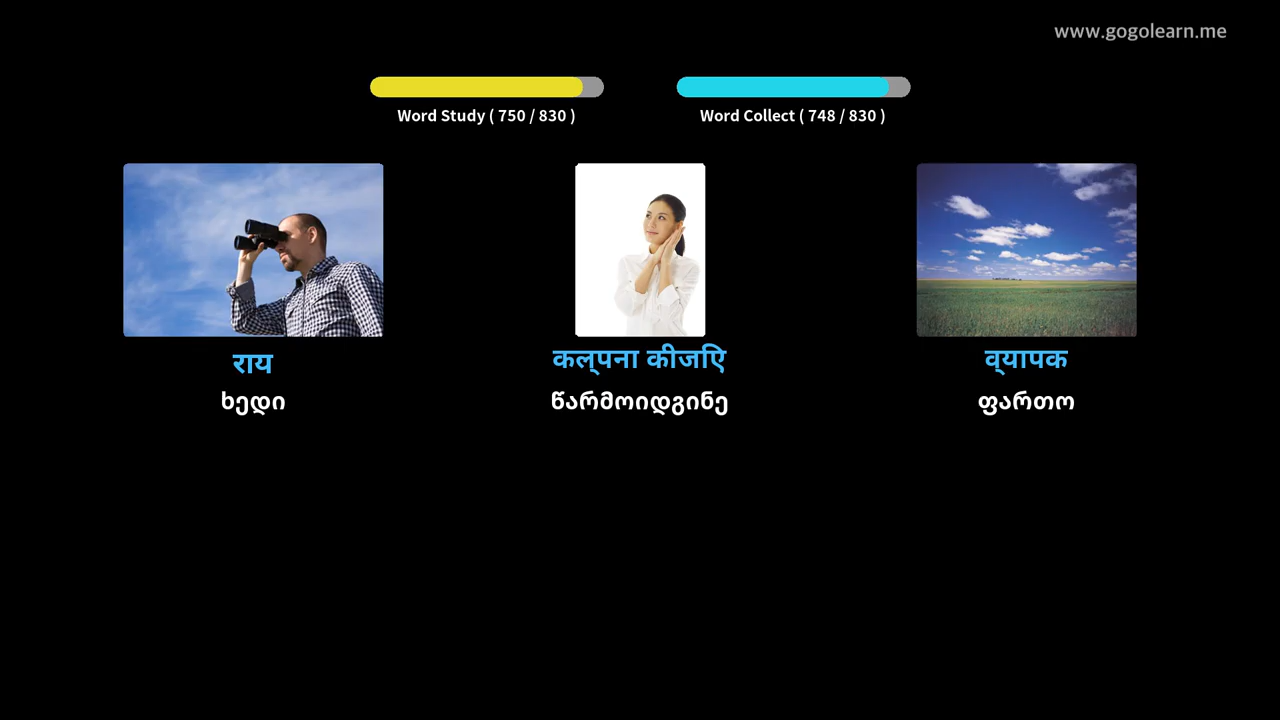 www.gogolearn.me
Word Study ( 750 / 830 )
Word Collect ( 748 / 830 )
राय
कल्पना कीजिए
व्यापक
ხედი
წარმოიდგინე
ფართო